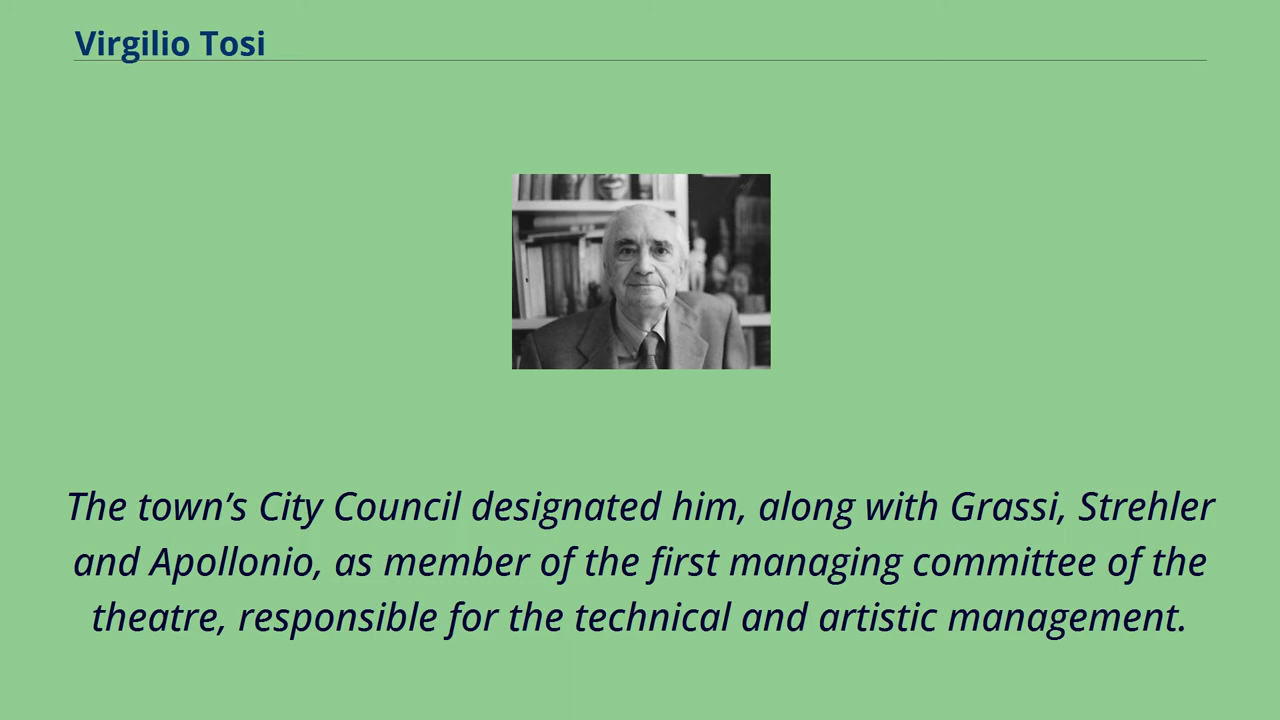 Virgilio Tosi
The town’s City Council designated him, along with Grassi, Strehler
and Apollonio, as member of the first managing committee of the
theatre, responsible for the technical and artistic management.